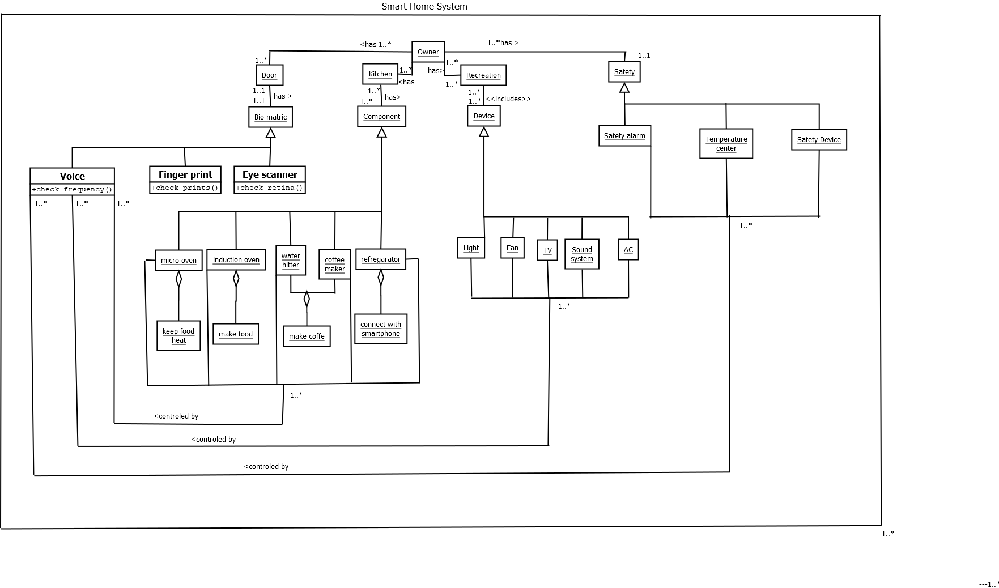 Smart Home System
<has 1..*
1..*has >
Owner
1..*
1..1
1..*
Door
Kitchen
1..*
<has
has>
1..*
Recreation
Safety
1..1
has >
1..1
1..*
has>
1..*
1..*
<<includes>>
1..*
Bio matric
Component
Device
Safety alarm
Temperature
center
Safety Device
Voice
+check frequency()
Finger print
+check prints()
Eye scanner
+check retina()
1..*
1..*
1..*
1..*
micro oven
induction oven
water
hitter
coffee
maker
refregarator
Light
Fan
TV
Sound
system
AC
1..*
keep food
heat
make food
make coffe
connect with
smartphone
1..*
<controled by
<controled by
<controled by
1..*
---1..*